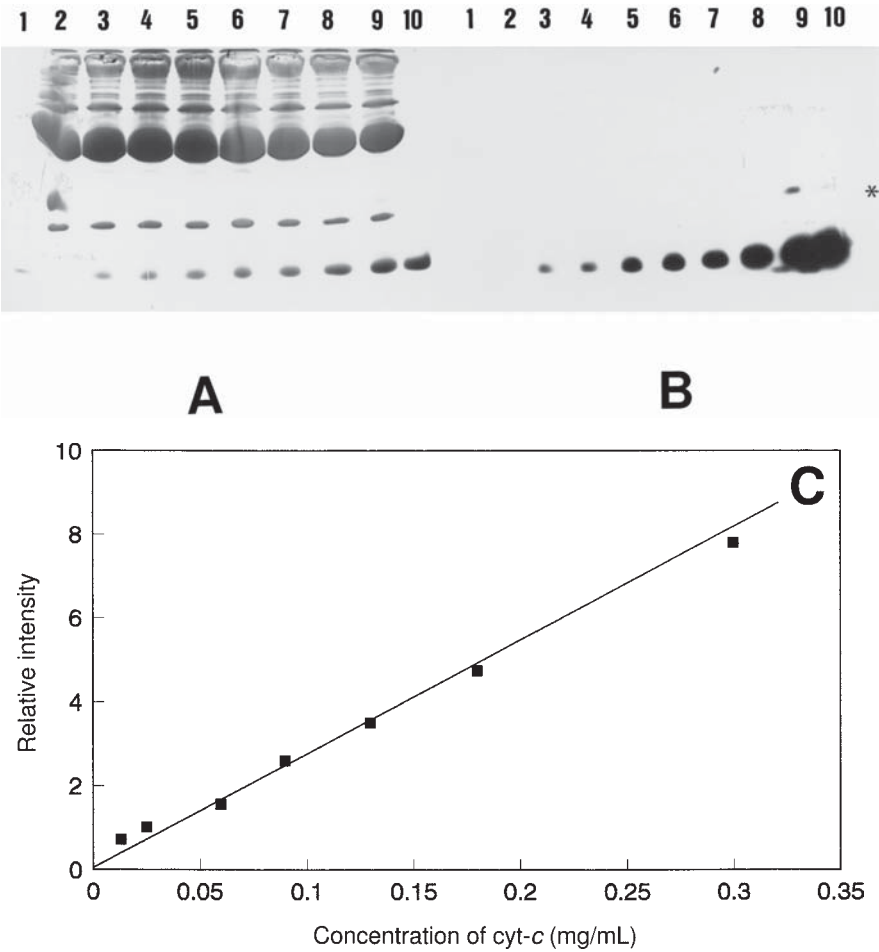 1 2 3 4 5 6 7 8 9 10 1 2 3 4 5 6 7 8 9 10
*
A B
C
10
8
6
4
2
0
Relative intensity
0 0.05 0.1 0.15 0.2 0.25 0.3 0.35
Concentration of cyt-c (mg/mL)